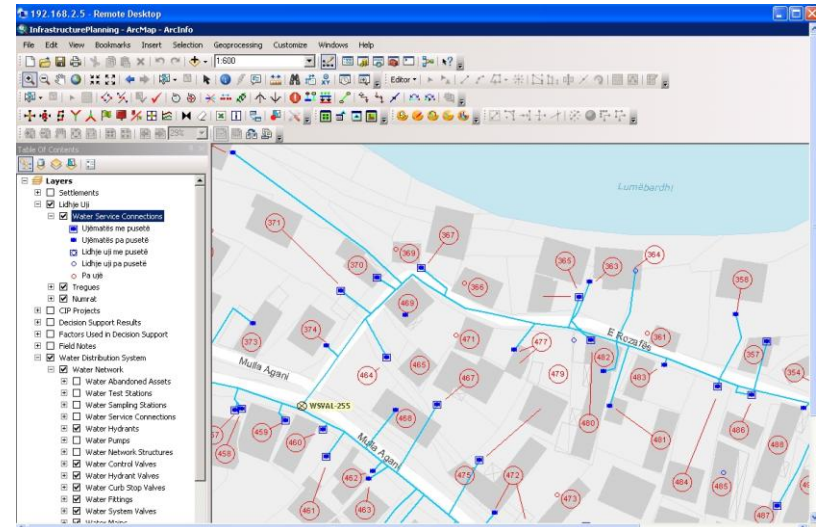 192.168.2.5 - Remote Desktop
InfrastructurePlanning - ArcMap - ArcInfo
File Edit View Bookmarks Insert Selection Geoprocessing Customize Windows Help
1:600
Editor
25%
Table Of Contents
Layers
Settlements
Lidhje Uji
Water Service Connections
Ujëmatës me pusetë
Ujëmatës pa pusetë
Lidhje uji me pusetë
Lidhje uji pa pusetë
Pa ujë
Tregues
Numrat
CIP Projects
Decision Support Results
Factors Used in Decision Support
Field Notes
Water Distribution System
Water Network
Water Abandoned Assets
Water Test Stations
Water Sampling Stations
Water Service Connections
Water Hydrants
Water Pumps
Water Network Structures
Water Control Valves
Water Hydrant Valves
Water Curb Stop Valves
Water Fittings
Water System Valves
Water Mains
Lumëbardhi
371
367
369
370
366
365
363
364
358
469
374
373
471
477
E Rozafës
361
357
354
Mulla Agani
464
465
467
479
482
483
WSVAL-255
468
480
481
486
488
457
458
459
460
Mulla Agani
462
475
472
484
485
461
463
473
487